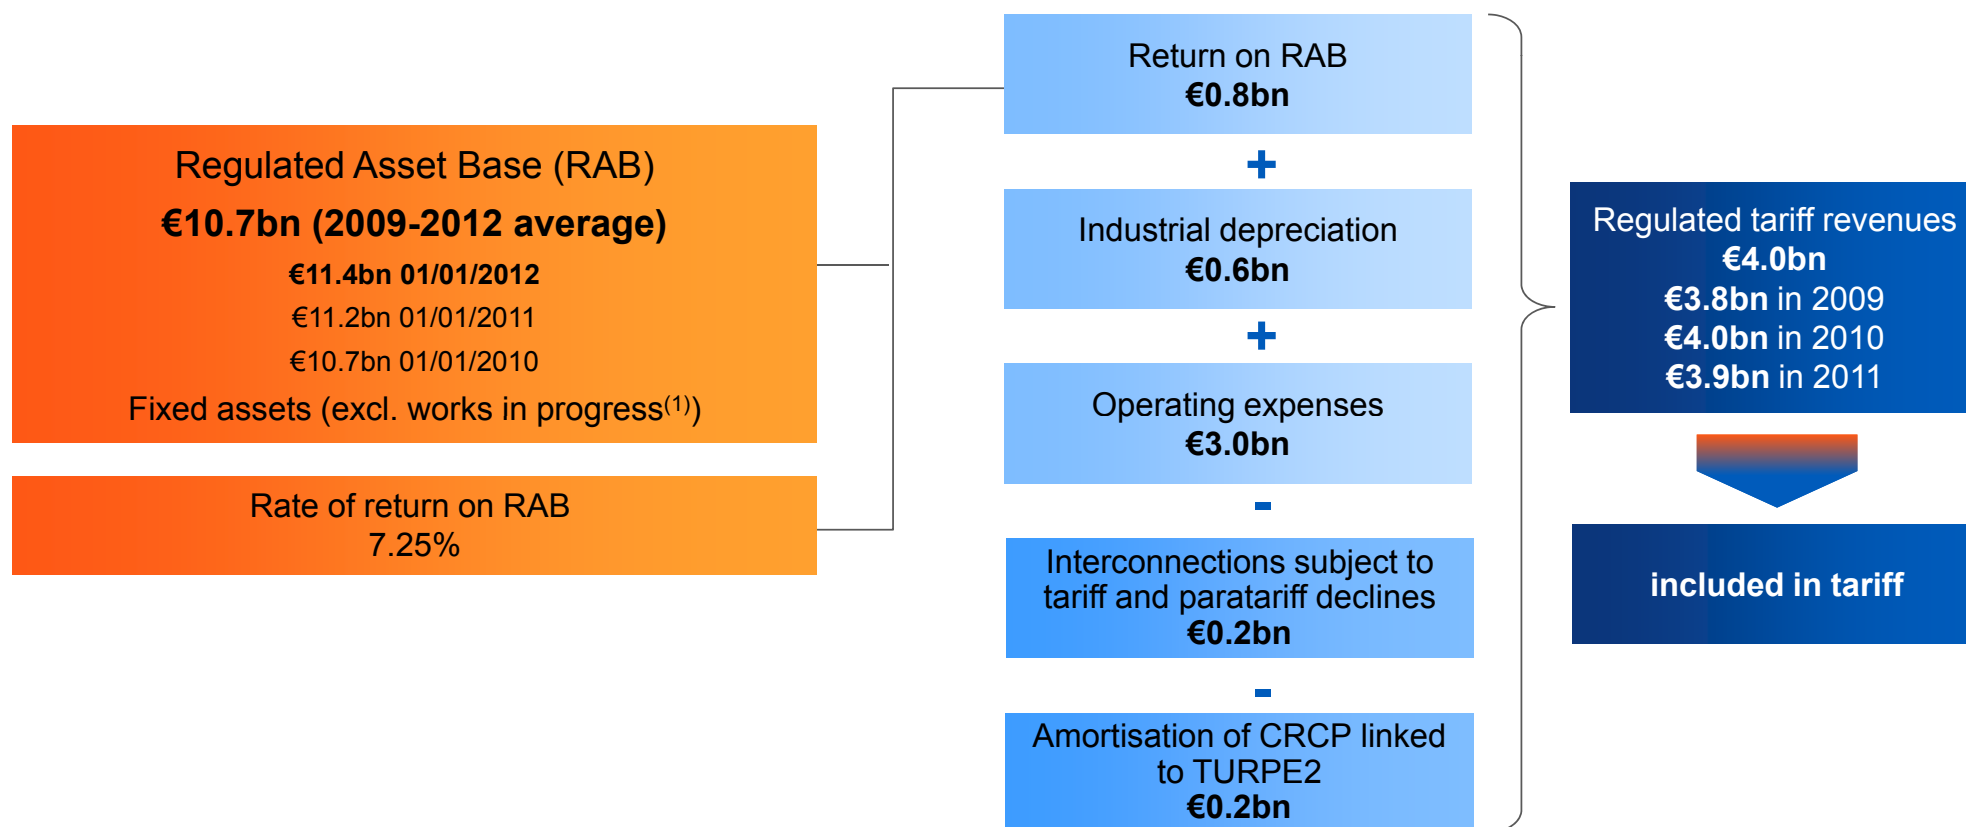 Regulated Asset Base (RAB)
€10.7bn (2009-2012 average)
€11.4bn 01/01/2012
€11.2bn 01/01/2011
€10.7bn 01/01/2010
Fixed assets (excl. works in progress(1))
Rate of return on RAB
7.25%
Return on RAB
€0.8bn
+
Industrial depreciation
€0.6bn
+
Operating expenses
€3.0bn
-
Interconnections subject to
tariff and paratariff declines
€0.2bn
-
Amortisation of CRCP linked
to TURPE2
€0.2bn
Regulated tariff revenues
€4.0bn
€3.8bn in 2009
€4.0bn in 2010
€3.9bn in 2011
included in tariff